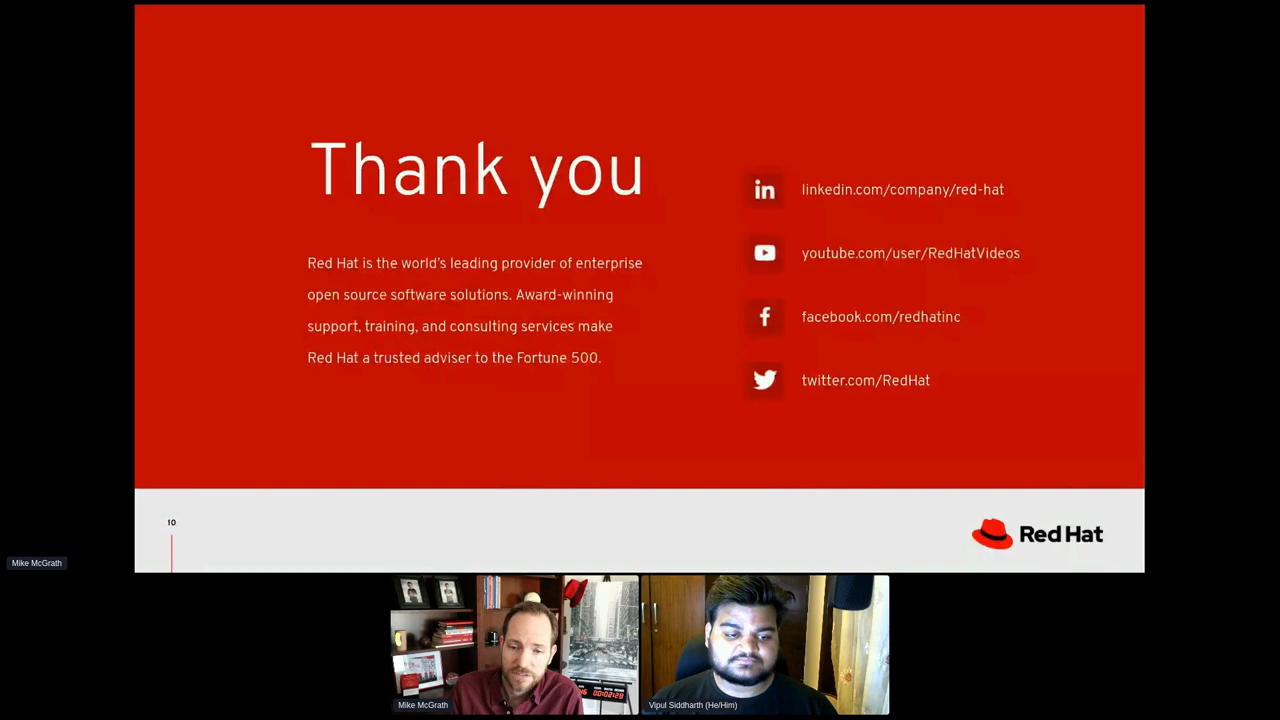 Thank you
Red Hat is the world's leading provider of enterprise
open source software solutions. Award-winning
support, training, and consulting services make
Red Hat a trusted adviser to the Fortune 500.
in
linkedin.com/company/red-hat
youtube.com/user/RedHatVideos
f
facebook.com/redhatinc
twitter.com/RedHat
10
Red Hat
Mike McGrath
Mike McGrath
Vipul Siddharth (He/Him)